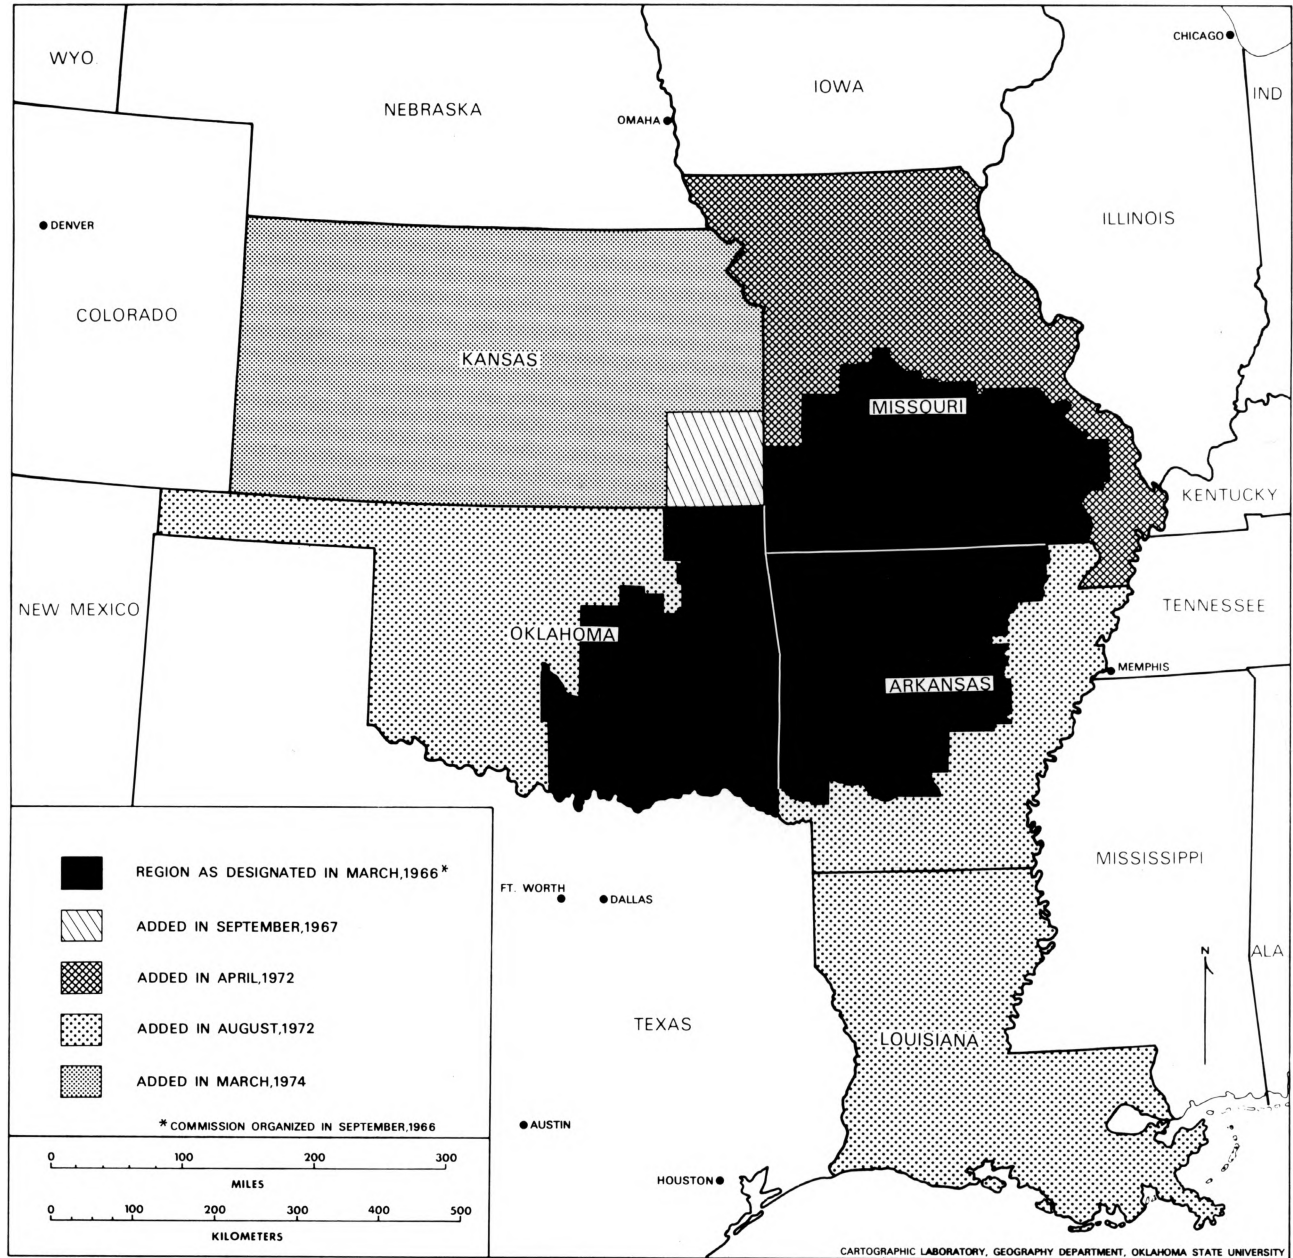 WYO.
NEBRASKA
IOWA
CHICAGO
IND
OMAHA
DENVER
ILLINOIS
COLORADO
KANSAS
MISSOURI
KENTUCKY
NEW MEXICO
OKLAHOMA
TENNESSEE
MEMPHIS
ARKANSAS
MISSISSIPPI
REGION AS DESIGNATED IN MARCH,1966*
ADDED IN SEPTEMBER,1967
ADDED IN APRIL,1972
ADDED IN AUGUST,1972
ADDED IN MARCH,1974
*COMMISSION ORGANIZED IN SEPTEMBER,1966
FT. WORTH
DALLAS
N
ALA
TEXAS
LOUISIANA
AUSTIN
HOUSTON
0 100 200 300
MILES
0 100 200 300 400 500
KILOMETERS
CARTOGRAPHIC LABORATORY, GEOGRAPHY DEPARTMENT, OKLAHOMA STATE UNIVERSITY